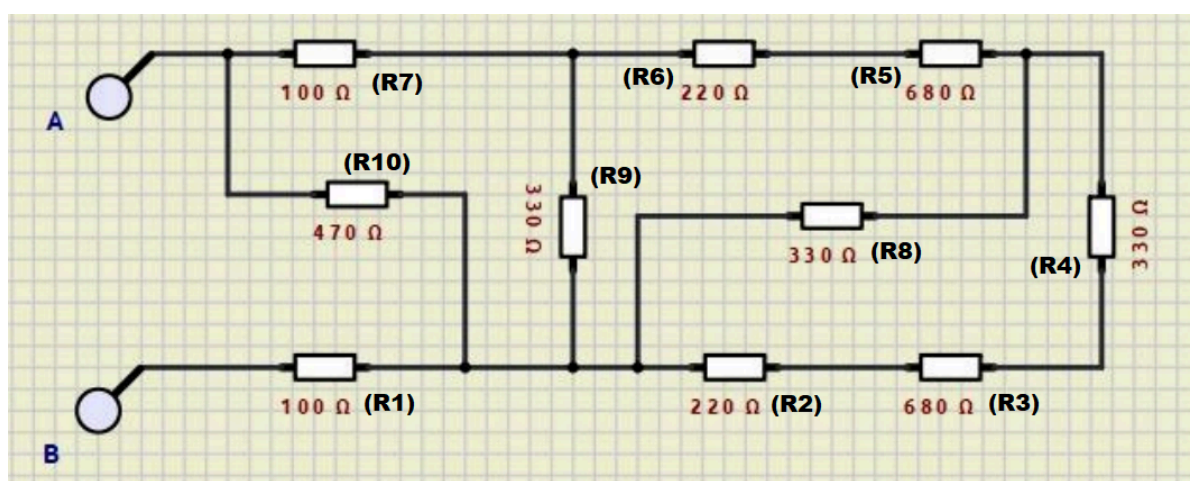 100 Ω (R7)
(R6) 220 Ω
(R5) 680 Ω
A
(R10)
470 Ω
330 Ω (R9)
330 Ω (R8)
(R4) 330 Ω
100 Ω (R1)
220 Ω (R2)
680 Ω (R3)
B